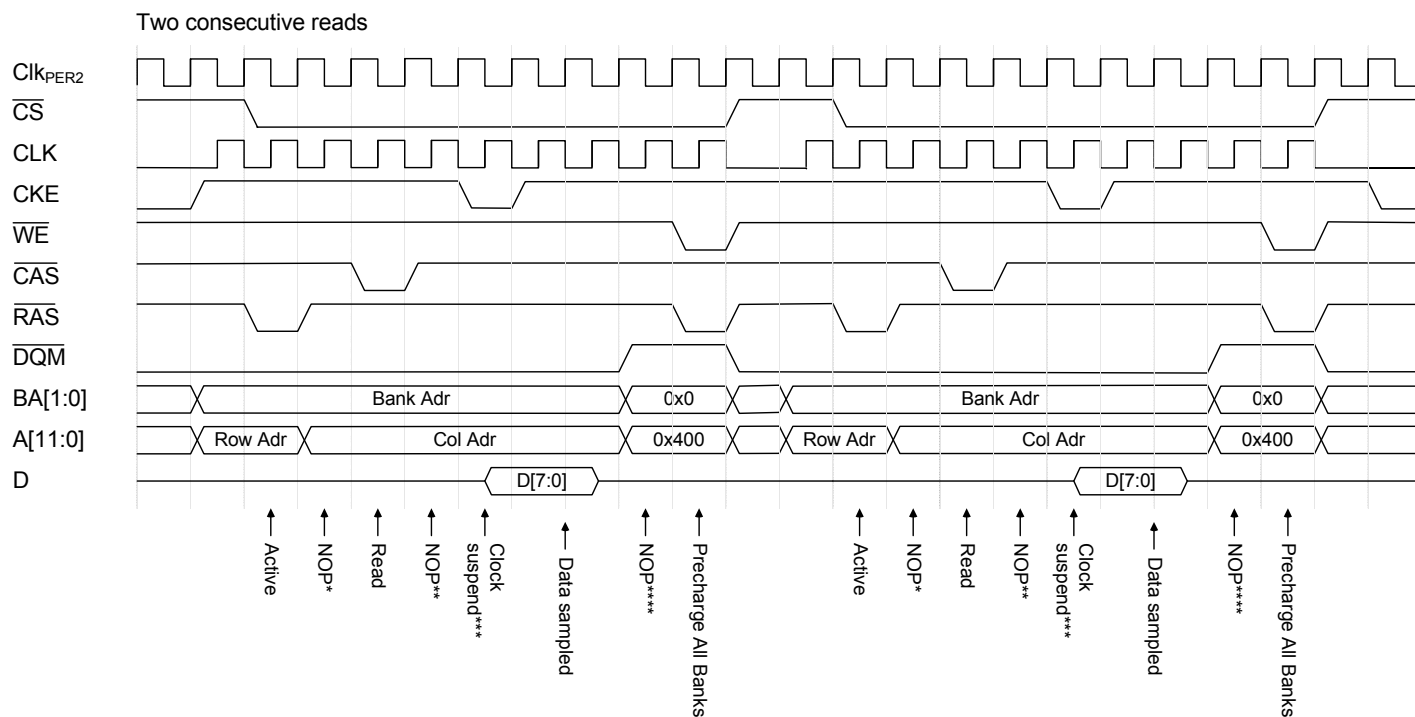 Two consecutive reads
ClkPER2
CS
CLK
CKE
WE
CAS
RAS
DQM
BA[1:0] Bank Adr 0x0 Bank Adr 0x0
A[11:0] Row Adr Col Adr 0x400 Row Adr Col Adr 0x400
D D[7:0] D[7:0]
Active
NOP*
Read
NOP**
Clock
suspend***
Data sampled
NOP****
Precharge All Banks
Active
NOP*
Read
NOP**
Clock
suspend***
Data sampled
NOP****
Precharge All Banks